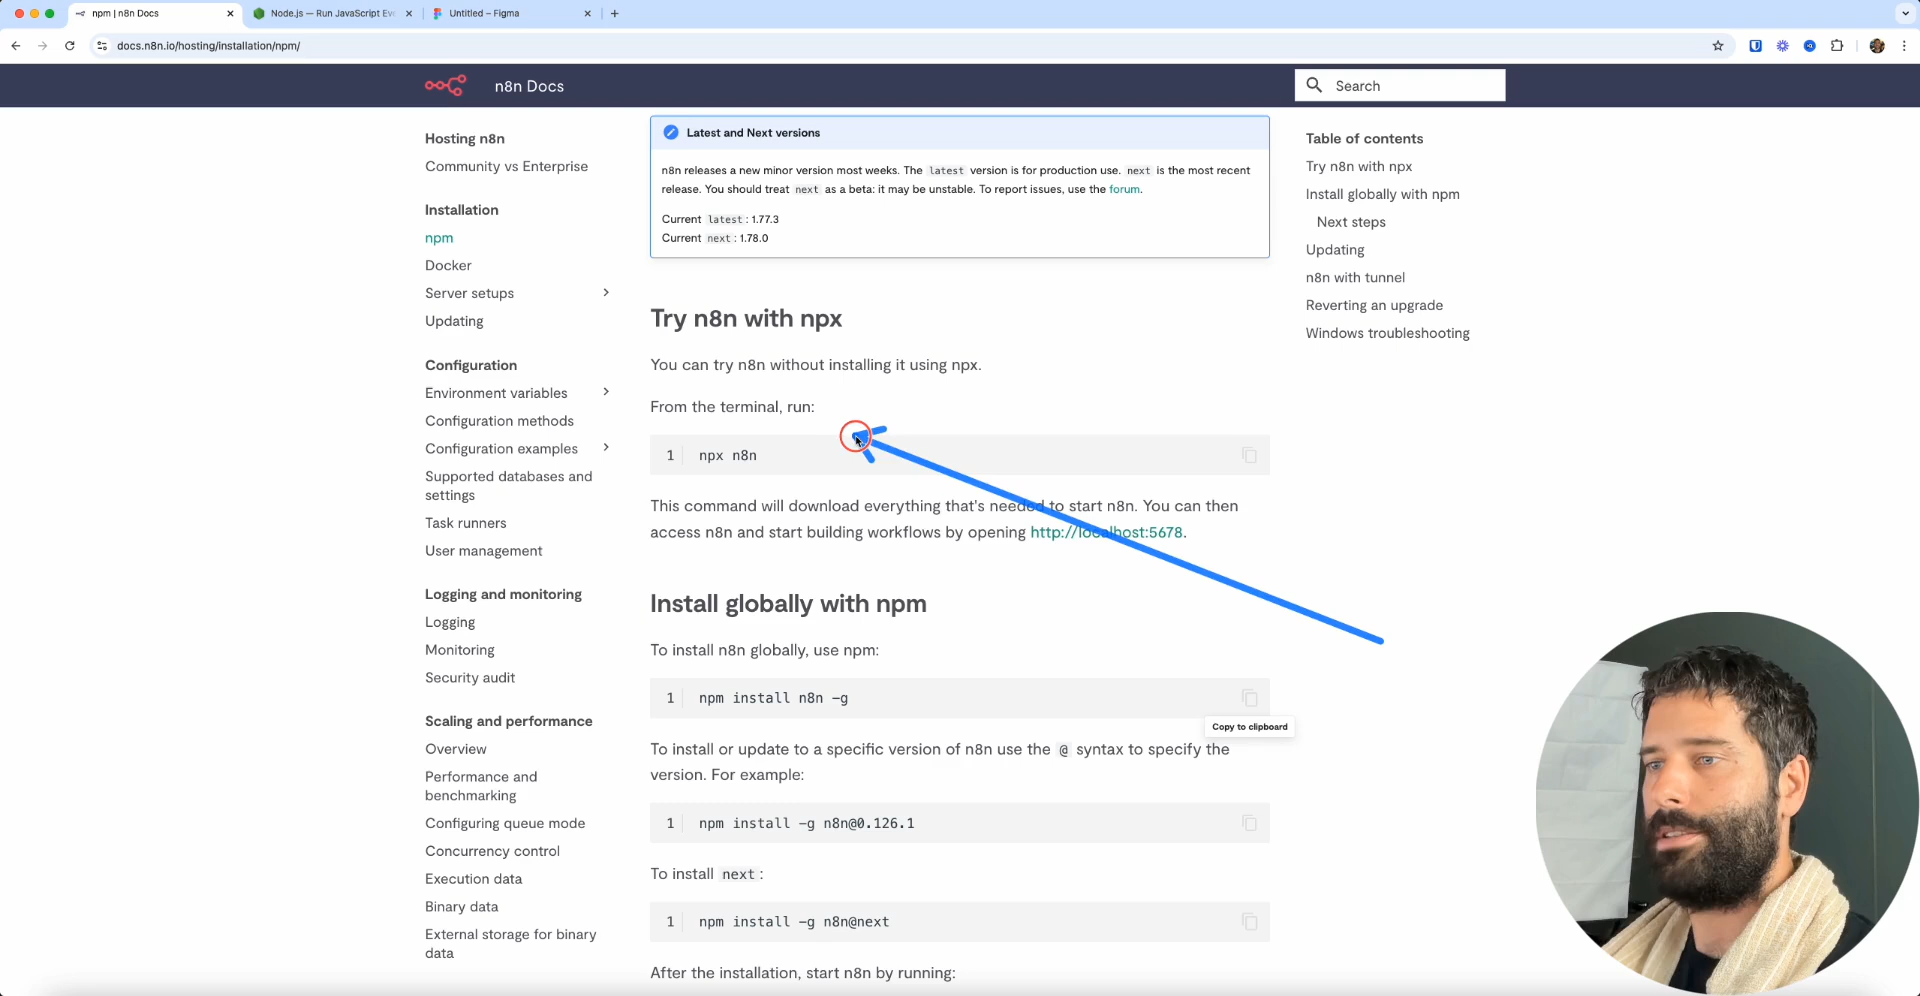 npm | n8n Docs
Node.js — Run JavaScript Eve
Untitled – Figma
docs.n8n.io/hosting/installation/npm/
n8n Docs
Search
Hosting n8n
Community vs Enterprise
Installation
npm
Docker
Server setups
Updating
Configuration
Environment variables
Configuration methods
Configuration examples
Supported databases and
settings
Task runners
User management
Logging and monitoring
Logging
Monitoring
Security audit
Scaling and performance
Overview
Performance and
benchmarking
Configuring queue mode
Concurrency control
Execution data
Binary data
External storage for binary
data
Latest and Next versions
n8n releases a new minor version most weeks. The latest version is for production use. next is the most recent
release. You should treat next as a beta: it may be unstable. To report issues, use the forum.
Current latest: 1.77.3
Current next: 1.78.0
Try n8n with npx
You can try n8n without installing it using npx.
From the terminal, run:
1 npx n8n
This command will download everything that's needed to start n8n. You can then
access n8n and start building workflows by opening http://localhost:5678.
Install globally with npm
To install n8n globally, use npm:
1 npm install n8n -g
Copy to clipboard
To install or update to a specific version of n8n use the @ syntax to specify the
version. For example:
1 npm install -g n8n@0.126.1
To install next:
1 npm install -g n8n@next
After the installation, start n8n by running:
Table of contents
Try n8n with npx
Install globally with npm
Next steps
Updating
n8n with tunnel
Reverting an upgrade
Windows troubleshooting